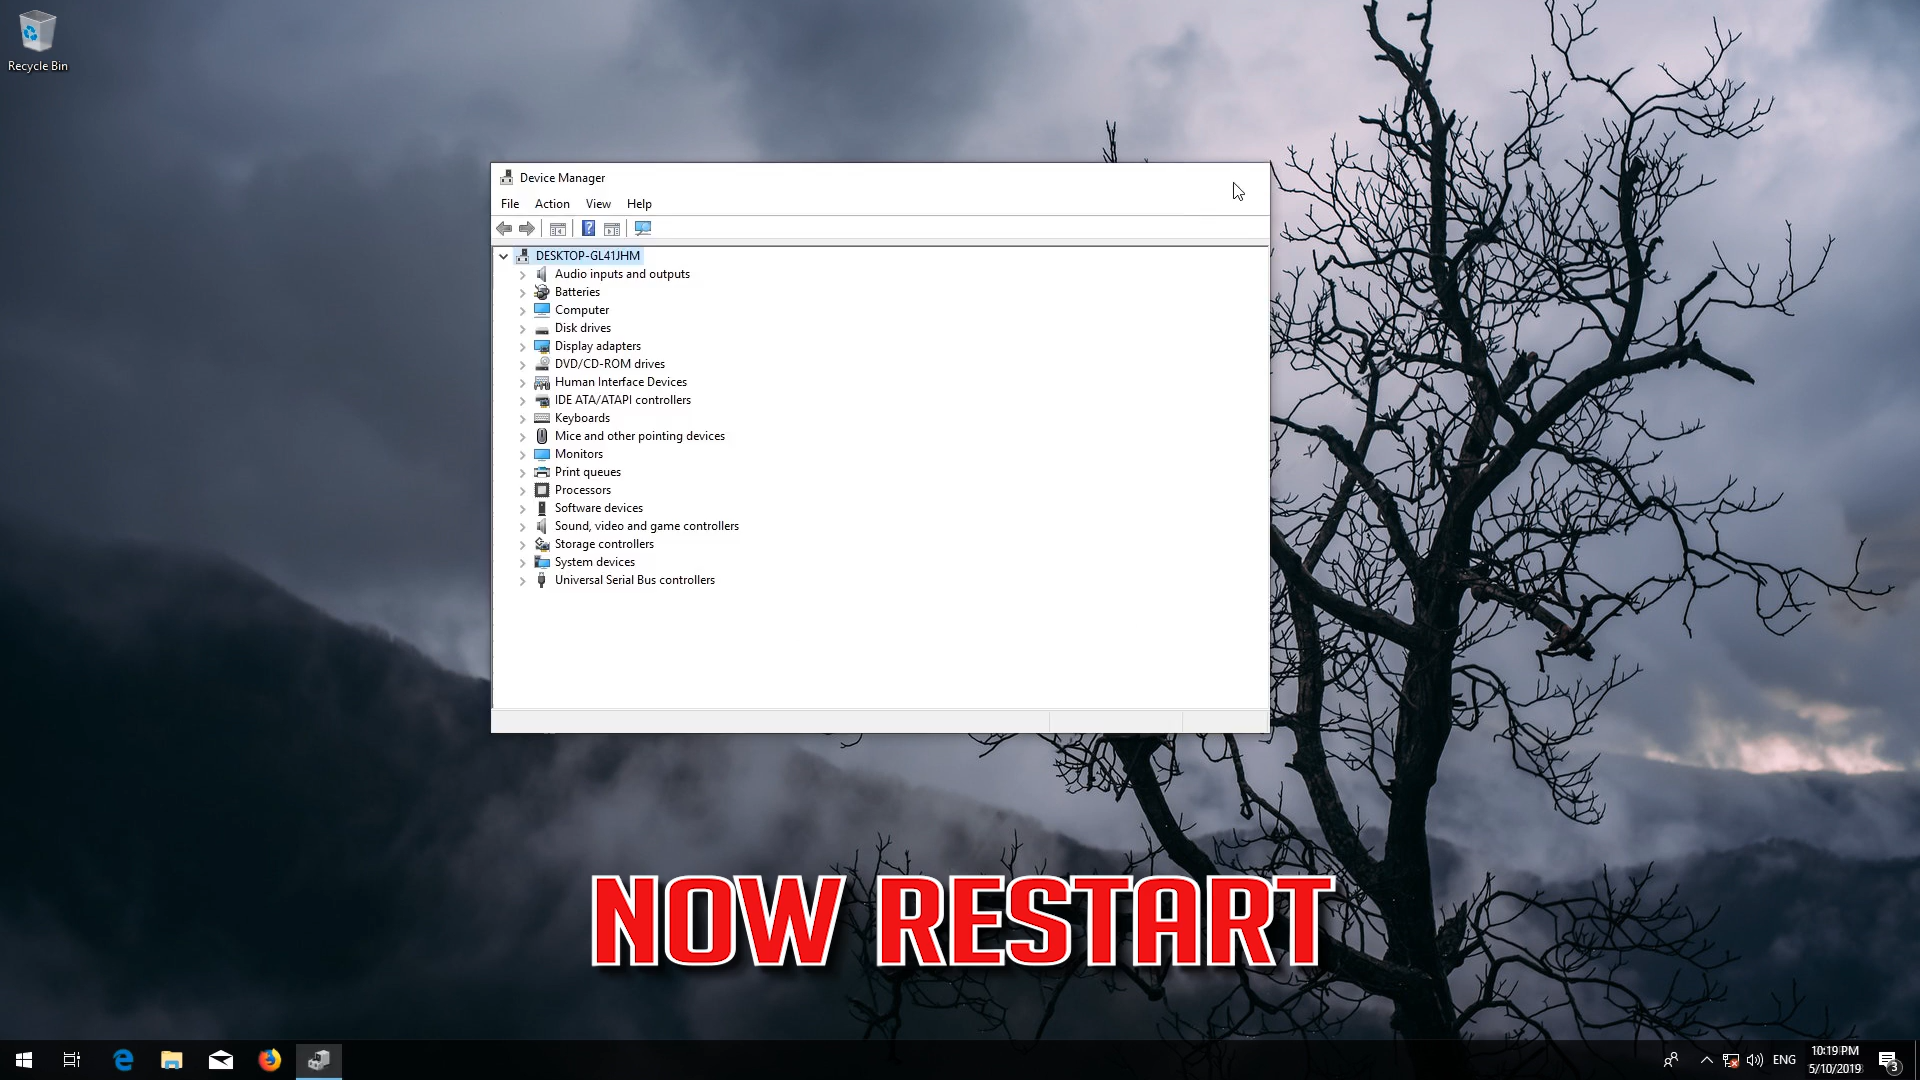 Recycle Bin
Device Manager
File Action View Help
DESKTOP-GL41JHM
Audio inputs and outputs
Batteries
Computer
Disk drives
Display adapters
DVD/CD-ROM drives
Human Interface Devices
IDE ATA/ATAPI controllers
Keyboards
Mice and other pointing devices
Monitors
Print queues
Processors
Software devices
Sound, video and game controllers
Storage controllers
System devices
Universal Serial Bus controllers
NOW RESTART
ENG
10:19 PM
5/10/2019
3